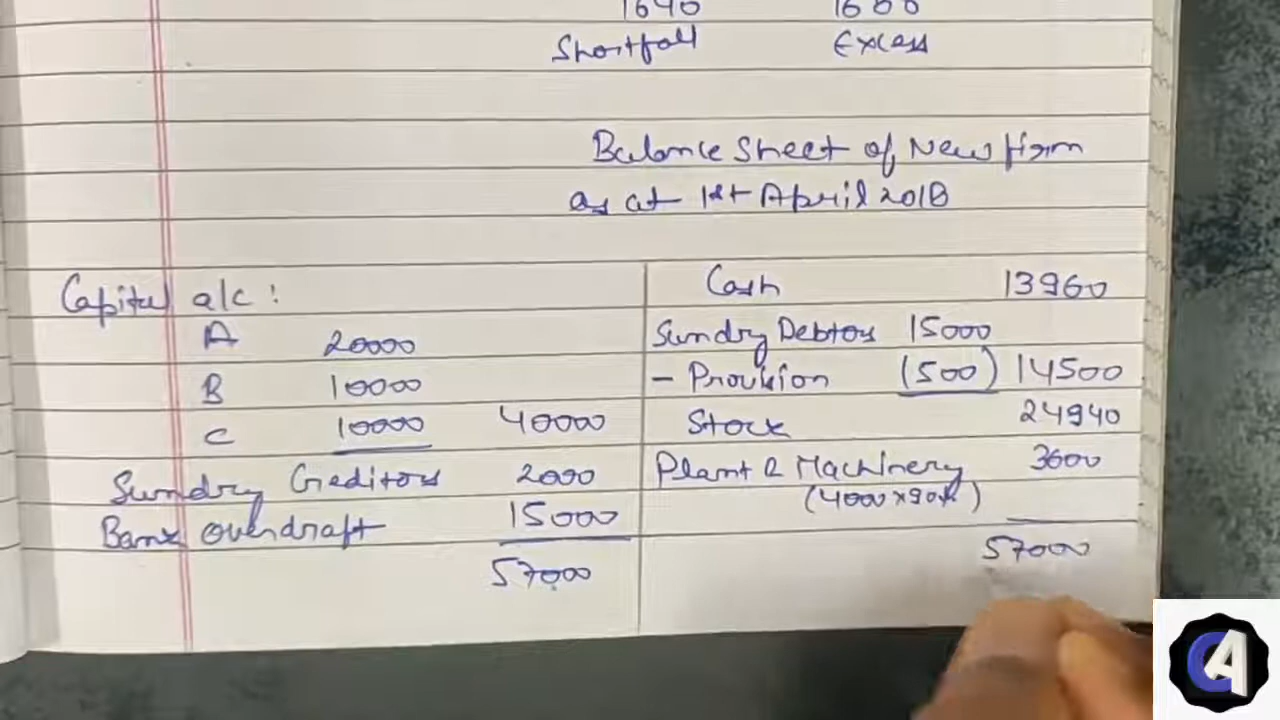 1640 1600
Shortfall Excess
Balance Sheet of New firm
as at 1st April 2018
Capital a/c : Cash 13960
A 20000 Sundry Debtors 15000
B 10000 - Provision (500) 14500
C 10000 40000 Stock 24940
Sundry Creditors 2000 Plant & Machinery 3600
(4000x90%)
Bank overdraft 15000
57000 57000
CA